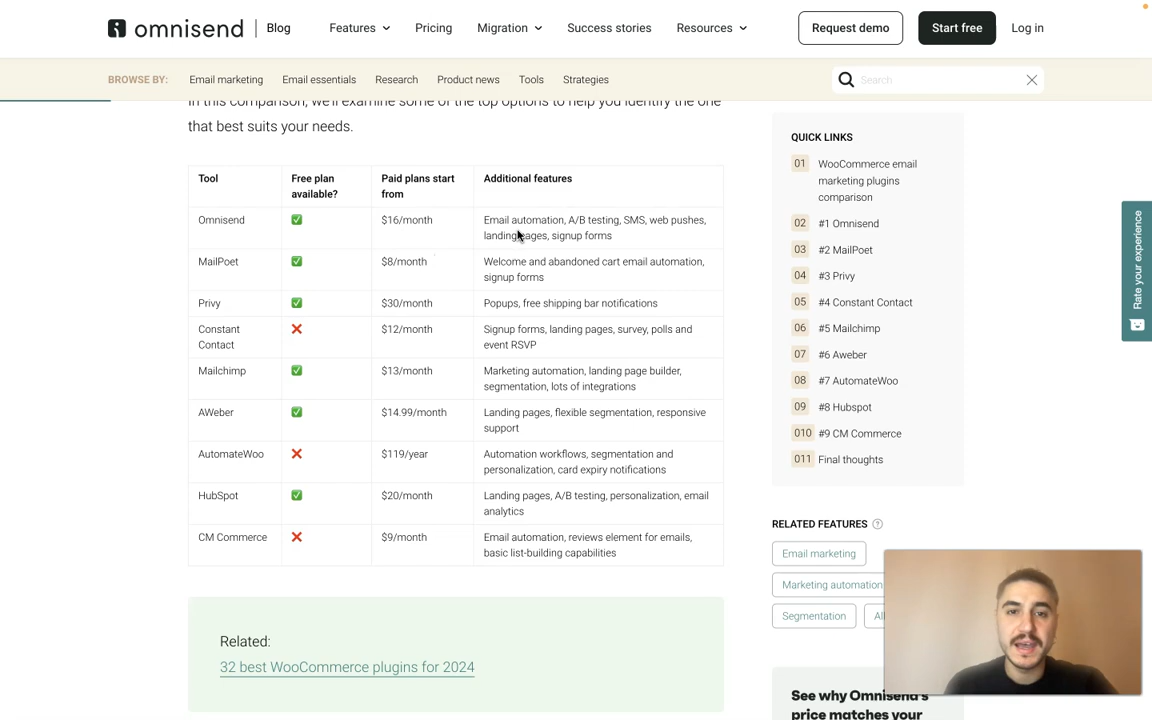 omnisend
Blog
Features
Pricing
Migration
Success stories
Resources
Request demo
Start free
Log in
BROWSE BY:
Email marketing
Email essentials
Research
Product news
Tools
Strategies
Search
In this comparison, we'll examine some of the top options to help you identify the one
that best suits your needs.
Tool
Free plan
available?
Paid plans start
from
Additional features
Omnisend
$16/month
Email automation, A/B testing, SMS, web pushes,
landing pages, signup forms
MailPoet
$8/month
Welcome and abandoned cart email automation,
signup forms
Privy
$30/month
Popups, free shipping bar notifications
Constant
Contact
$12/month
Signup forms, landing pages, survey, polls and
event RSVP
Mailchimp
$13/month
Marketing automation, landing page builder,
segmentation, lots of integrations
AWeber
$14.99/month
Landing pages, flexible segmentation, responsive
support
AutomateWoo
$119/year
Automation workflows, segmentation and
personalization, card expiry notifications
HubSpot
$20/month
Landing pages, A/B testing, personalization, email
analytics
CM Commerce
$9/month
Email automation, reviews element for emails,
basic list-building capabilities
Related:
32 best WooCommerce plugins for 2024
QUICK LINKS
01 WooCommerce email
marketing plugins
comparison
02 #1 Omnisend
03 #2 MailPoet
04 #3 Privy
05 #4 Constant Contact
06 #5 Mailchimp
07 #6 Aweber
08 #7 AutomateWoo
09 #8 Hubspot
010 #9 CM Commerce
011 Final thoughts
RELATED FEATURES
Email marketing
Marketing automation
Segmentation
See why Omnisend's
price matches your
Rate your experience